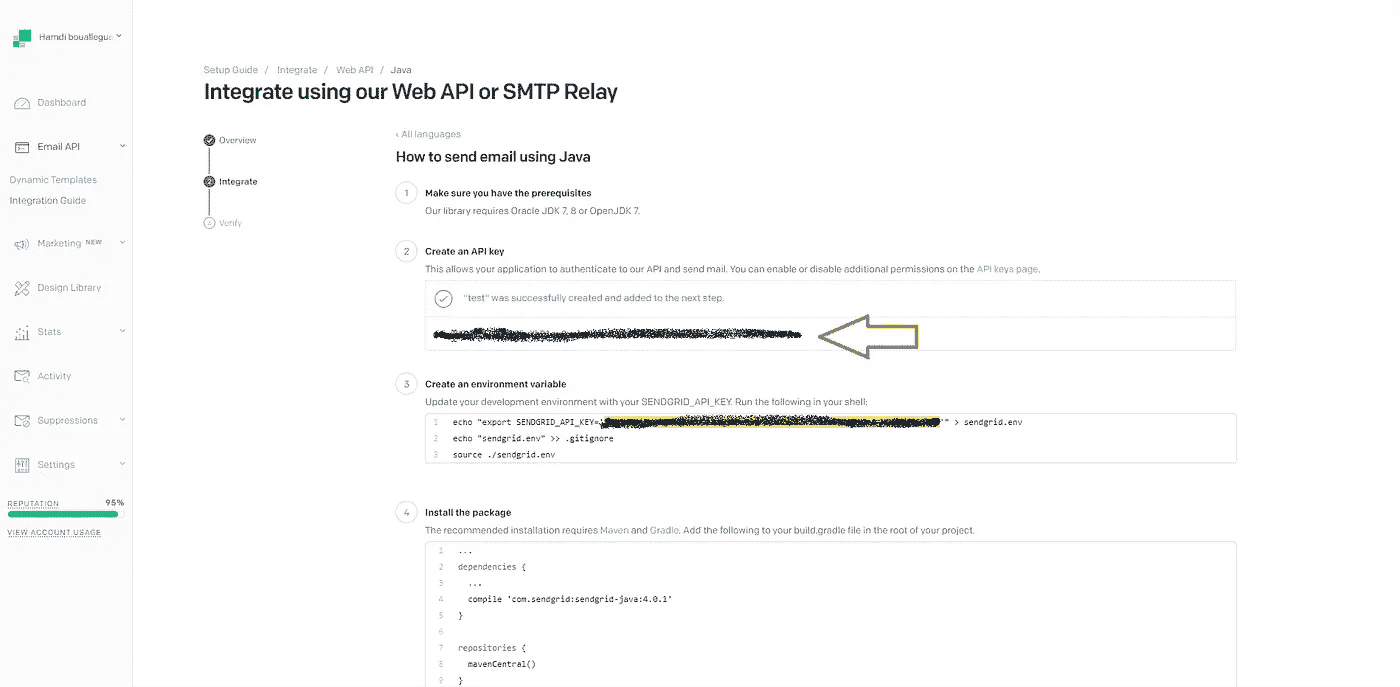 Hamdi bouallegue
Dashboard
Email API
Dynamic Templates
Integration Guide
Marketing NEW
Design Library
Stats
Activity
Suppressions
Settings
REPUTATION 95%
VIEW ACCOUNT USAGE
Setup Guide / Integrate / Web API / Java
Integrate using our Web API or SMTP Relay
Overview
Integrate
Verify
‹ All languages
How to send email using Java
1 Make sure you have the prerequisites
Our library requires Oracle JDK 7, 8 or OpenJDK 7.
2 Create an API key
This allows your application to authenticate to our API and send mail. You can enable or disable additional permissions on the API keys page.
"test" was successfully created and added to the next step.
3 Create an environment variable
Update your development environment with your SENDGRID_API_KEY. Run the following in your shell:
1 echo "export SENDGRID_API_KEY='" > sendgrid.env
2 echo "sendgrid.env" >> .gitignore
3 source ./sendgrid.env
4 Install the package
The recommended installation requires Maven and Gradle. Add the following to your build.gradle file in the root of your project.
1 ...
2 dependencies {
3 ...
4 compile 'com.sendgrid:sendgrid-java:4.0.1'
5 }
6
7 repositories {
8 mavenCentral()
9 }